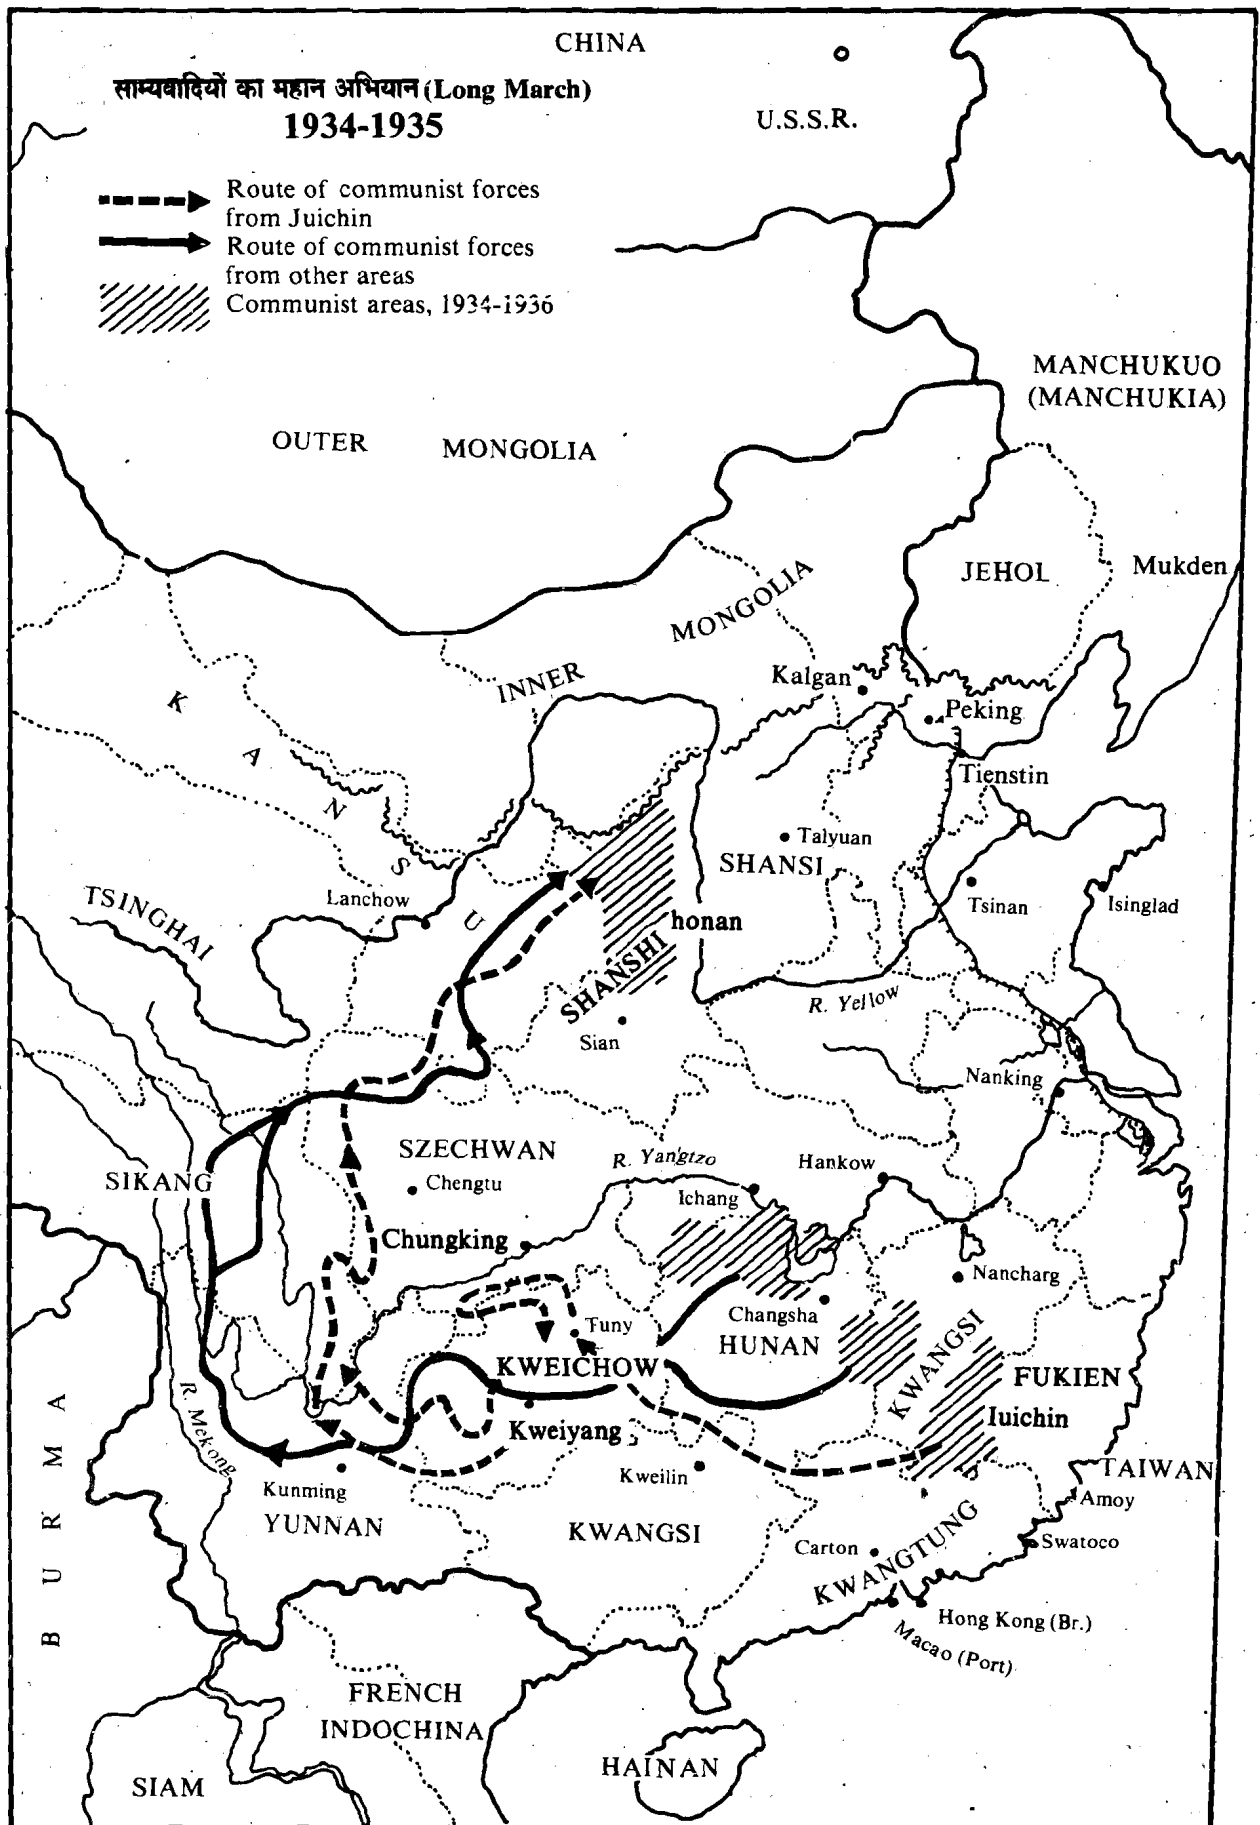 CHINA
साम्यवादियों का महान अभियान (Long March)
1934-1935
U.S.S.R.
Route of communist forces
from Juichin
Route of communist forces
from other areas
Communist areas, 1934-1936
MANCHUKUO
(MANCHUKIA)
OUTER MONGOLIA
JEHOL
Mukden
INNER MONGOLIA
Kalgan
Peking
Tienstin
KANSU
Talyuan
SHANSI
Lanchow
Tsinan
Isinglad
TSINGHAI
honan
SHANSHI
R. Yellow
Sian
Nanking
SZECHWAN
R. Yangtzo
Hankow
SIKANG
Chengtu
Ichang
Chungking
Nancharg
Changsha
Tuny
HUNAN
KWANGSI
KWEICHOW
FUKIEN
Iuichin
Kweiyang
R. Mekong
BURMA
Kweilin
TAIWAN
Kunming
Amoy
YUNNAN
KWANGSI
Carton
KWANGTUNG
Swatoco
Hong Kong (Br.)
Macao (Port)
FRENCH
INDOCHINA
HAINAN
SIAM